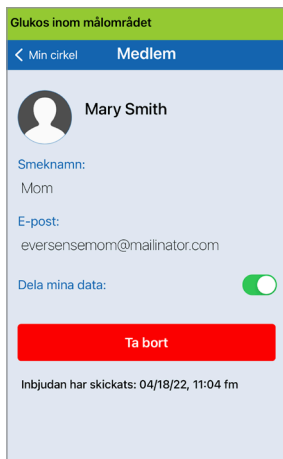 Glukos inom målområdet
Min cirkel Medlem
Mary Smith
Smeknamn:
Mom
E-post:
eversensemom@mailinator.com
Dela mina data:
Ta bort
Inbjudan har skickats: 04/18/22, 11:04 fm